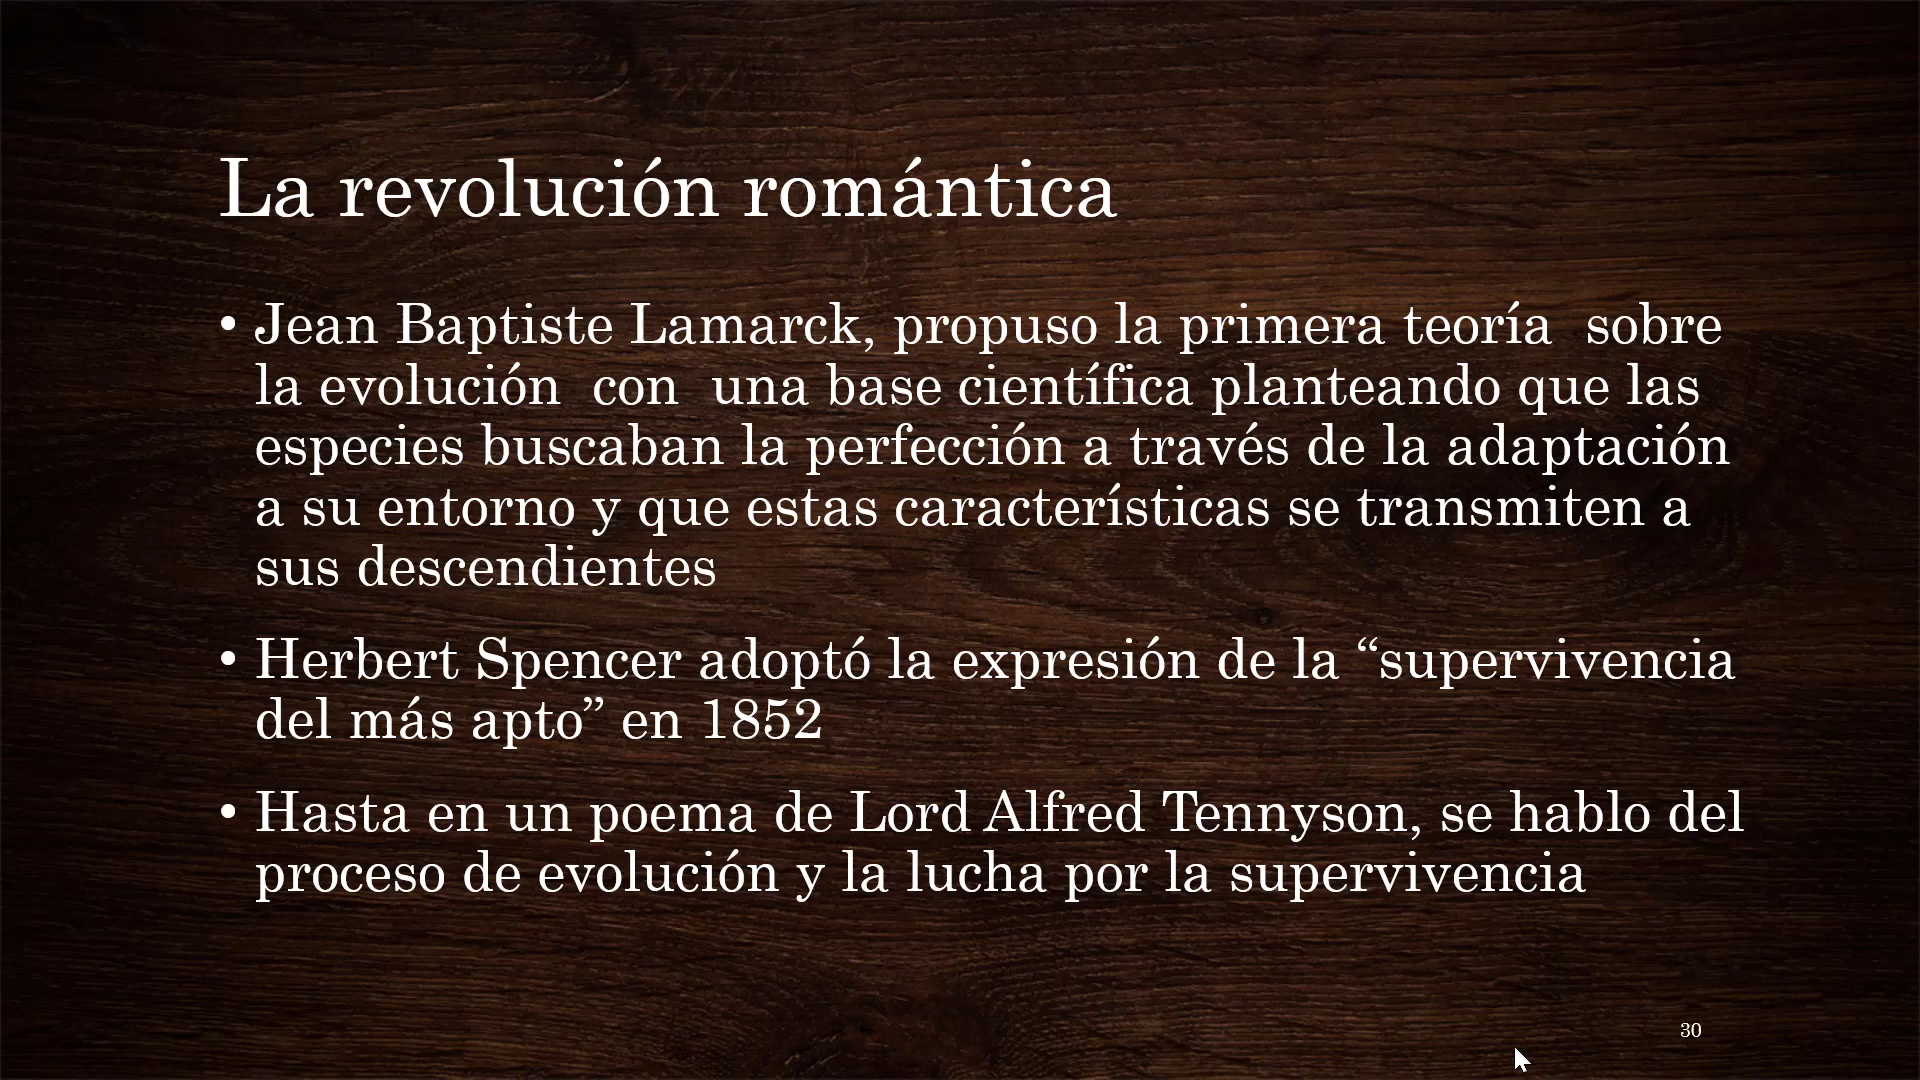 La revolución romántica
• Jean Baptiste Lamarck, propuso la primera teoría  sobre
la evolución  con  una base científica planteando que las
especies buscaban la perfección a través de la adaptación
a su entorno y que estas características se transmiten a
sus descendientes
• Herbert Spencer adoptó la expresión de la “supervivencia
del más apto” en 1852
• Hasta en un poema de Lord Alfred Tennyson, se hablo del
proceso de evolución y la lucha por la supervivencia
30